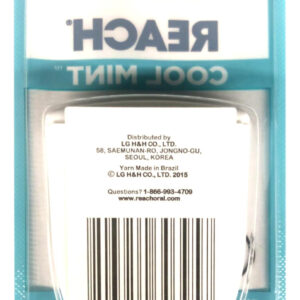 REACH®
COOL MINT™
Distributed by
LG H&H CO., LTD.
58, SAEMUNAN-RO, JONGNO-GU,
SEOUL, KOREA
Yarn Made in Brazil
© LG H&H CO., LTD. 2015
Questions? 1-866-993-4709
www.reachoral.com